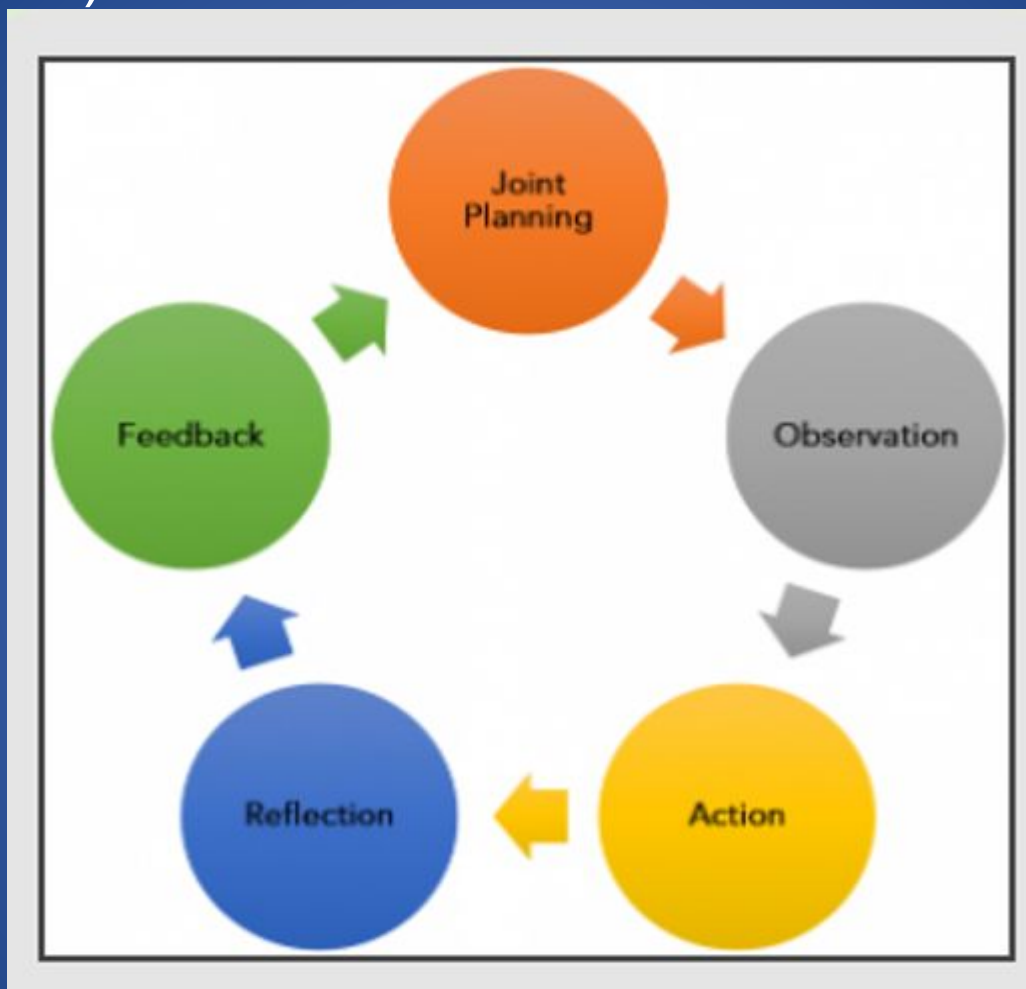 Joint
Planning
Observation
Action
Reflection
Feedback